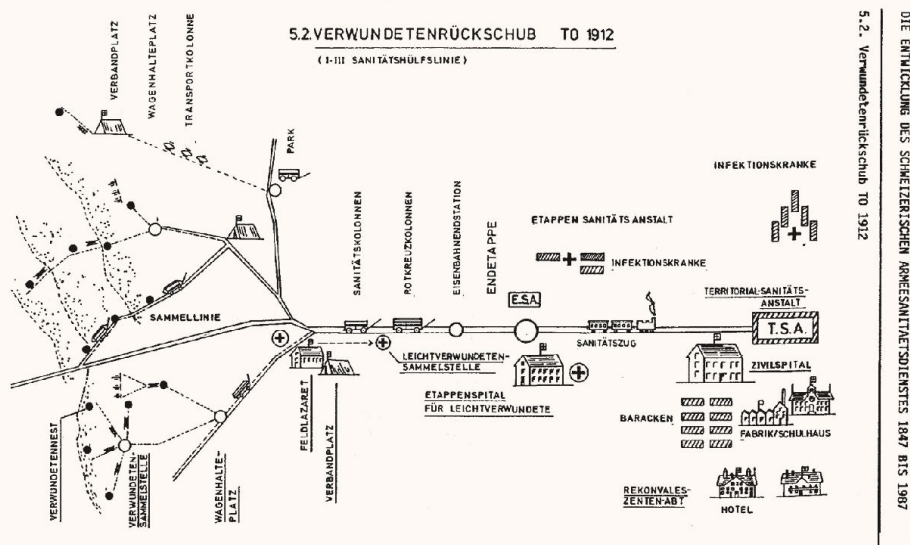 5.2. VERWUNDETENRÜCKSCHUB TO 1912
(I-III SANITÄTSHÜLFSLINIE)
VERBANDPLATZ
WAGENHALTEPLATZ
TRANSPORTKOLONNE
PARK
SAMMELLINIE
SANITÄTSKOLONNEN
ROTKREUZKOLONNEN
EISENBAHNENDSTATION
ENDETAPPE
ETAPPEN SANITÄTS ANSTALT
INFEKTIONSKRANKE
INFEKTIONSKRANKE
E.S.A.
SANITÄTSZUG
TERRITORIAL-SANITÄTS-
ANSTALT
T.S.A.
LEICHTVERWUNDETEN-
SAMMELSTELLE
ETAPPENSPITAL
FÜR LEICHTVERWUNDETE
ZIVILSPITAL
BARACKEN
FABRIK/SCHULHAUS
REKONVALES-
ZENTEN-ABT
HOTEL
VERWUNDETENNEST
VERWUNDETEN-
SAMMELSTELLE
WAGENHALTE-
PLATZ
FELDLAZARET
VERBANDPLATZ
DIE ENTWICKLUNG DES SCHWEIZERISCHEN ARMEESANITAETSDIENSTES 1847 BIS 1987
5.2. Verwundetenrückschub TO 1912